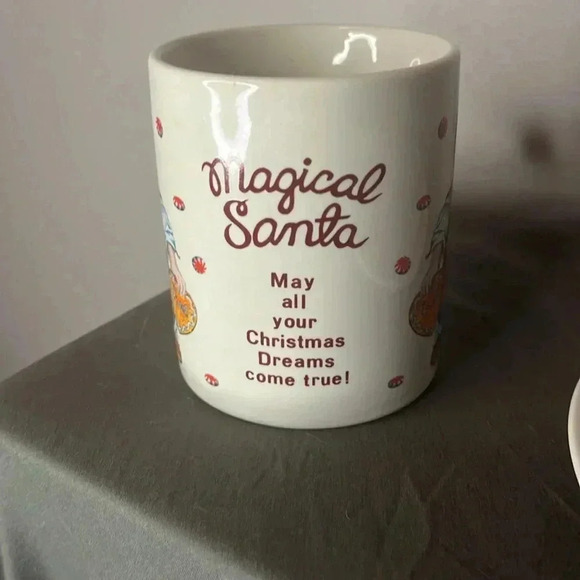 Magical
Santa
May
all
your
Christmas
Dreams
come true!